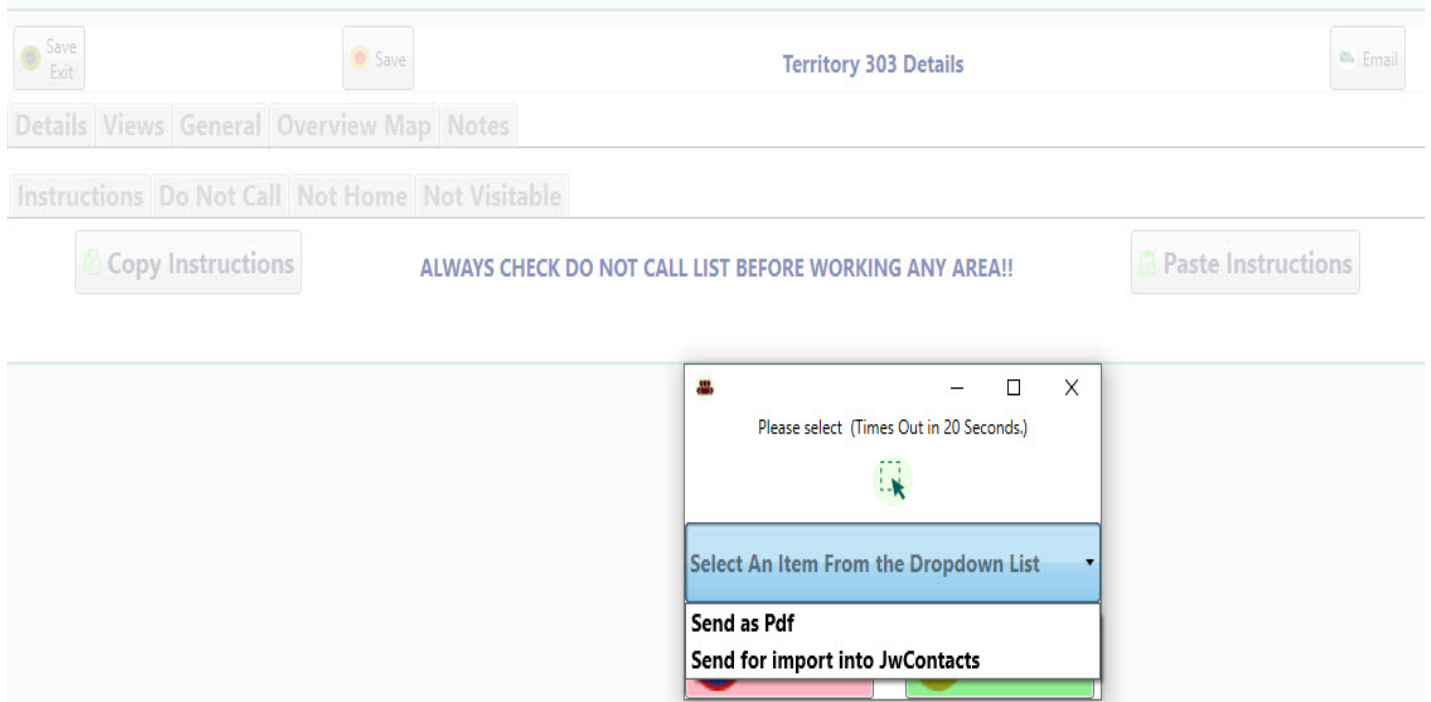 Save
Exit
Save
Territory 303 Details
Email
Details Views General Overview Map Notes
Instructions Do Not Call Not Home Not Visitable
Copy Instructions
ALWAYS CHECK DO NOT CALL LIST BEFORE WORKING ANY AREA!!
Paste Instructions
Please select (Times Out in 20 Seconds.)
Select An Item From the Dropdown List
Send as Pdf
Send for import into JwContacts